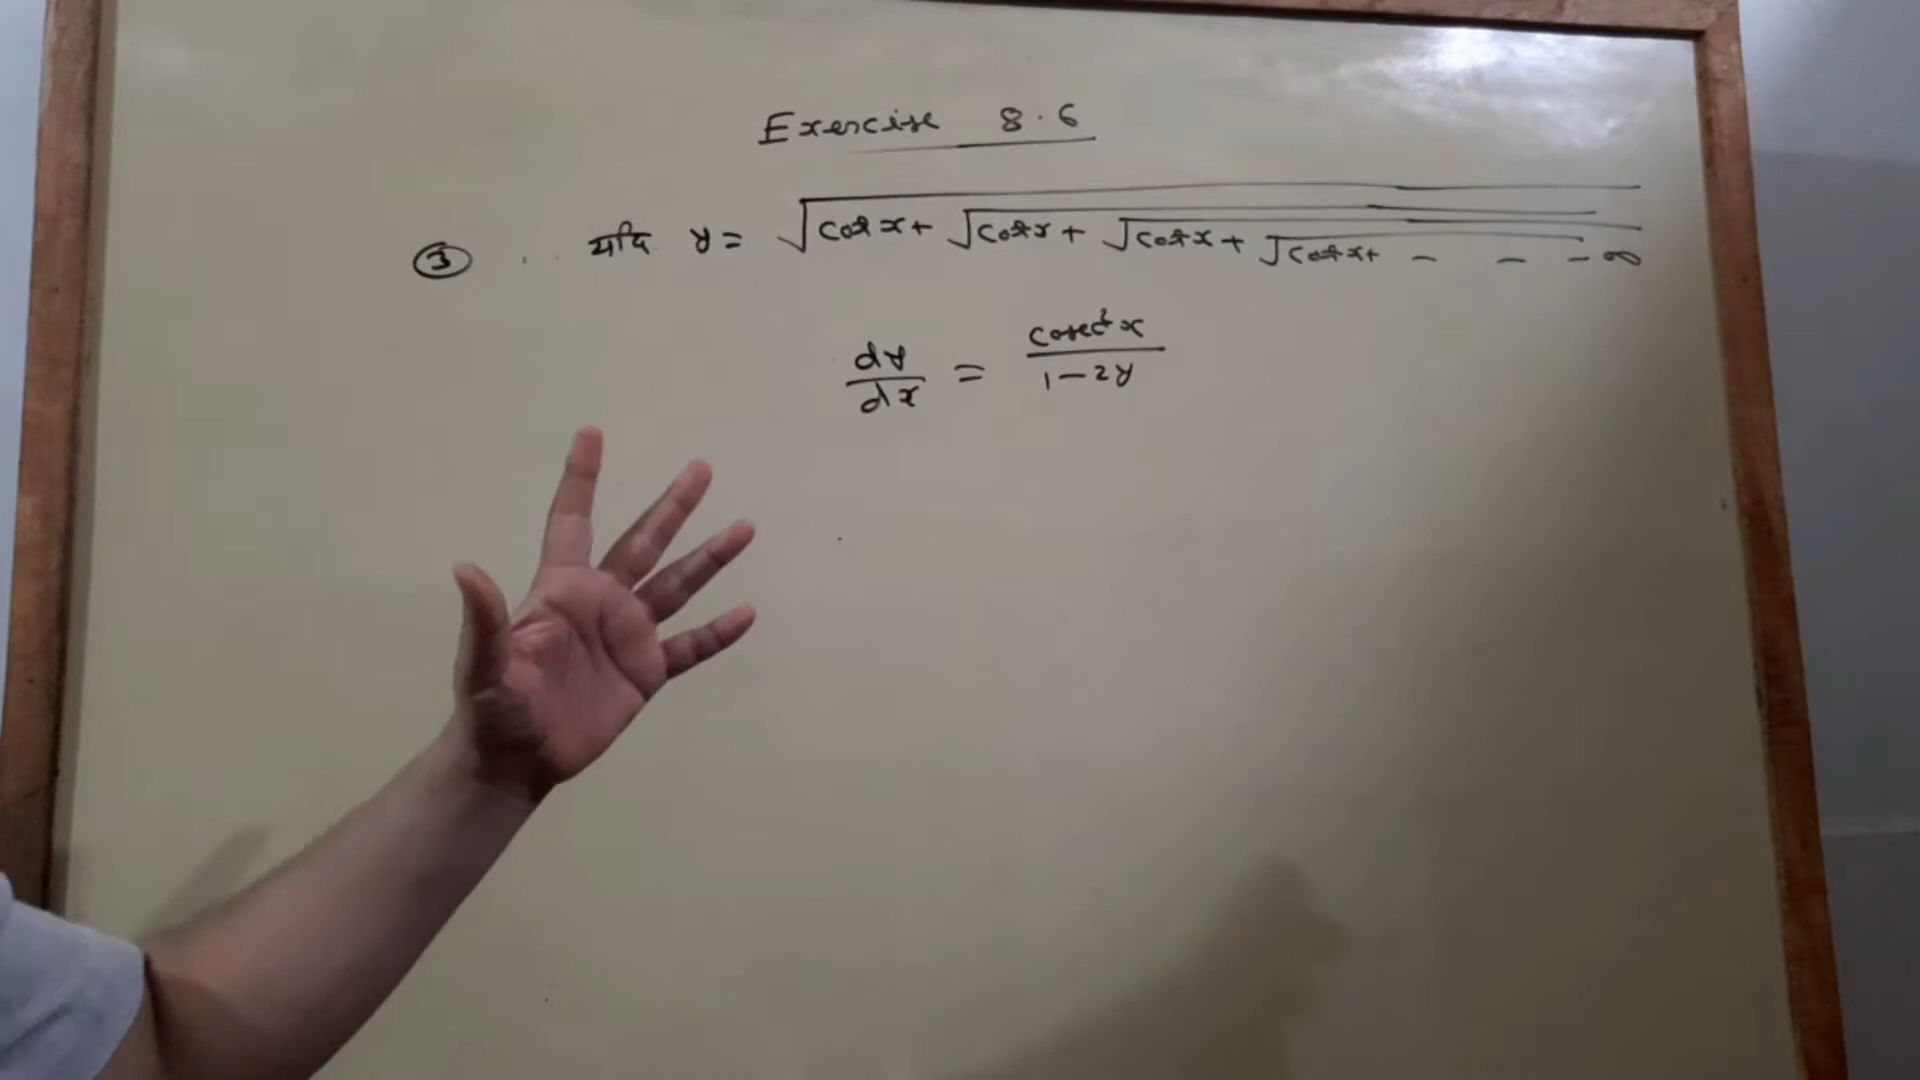 Exercise 8.6
③ यदि y = √cot x + √cot x + √cot x + √cot x + - - - ∞
dy/dx = cosec²x / 1 - 2y